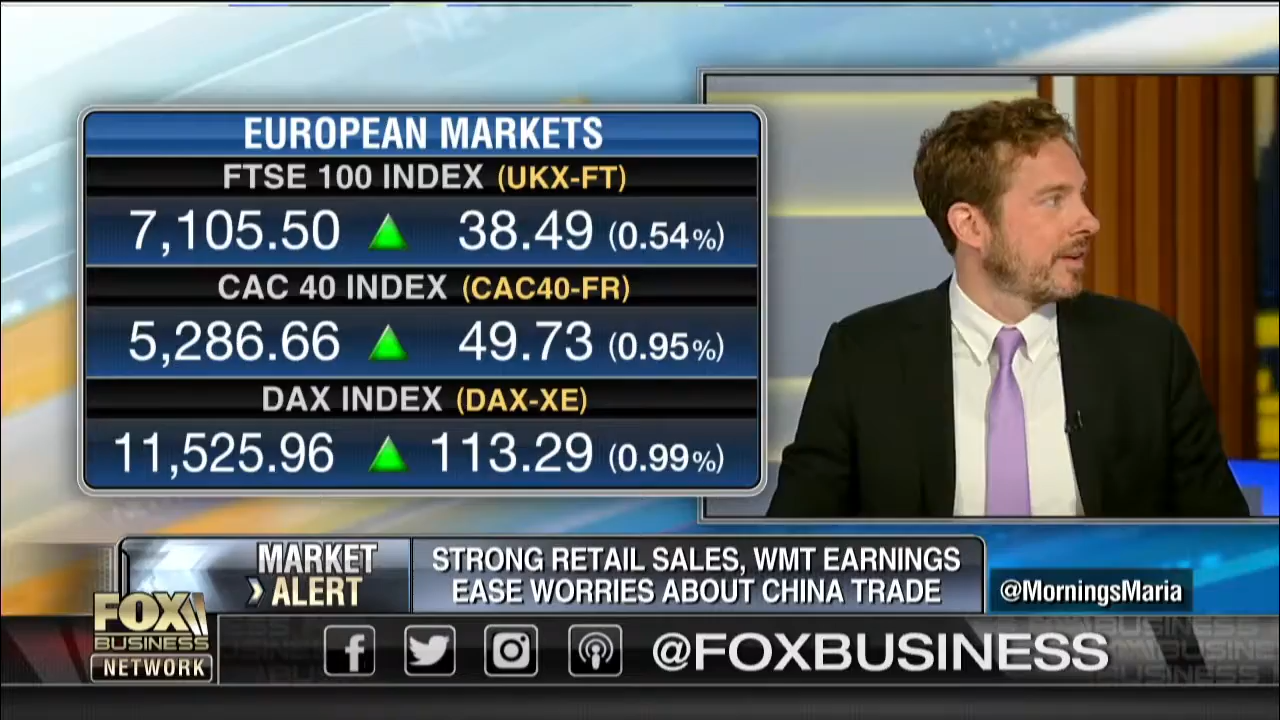 EUROPEAN MARKETS
FTSE 100 INDEX (UKX-FT)
7,105.50 ▲ 38.49 (0.54%)
CAC 40 INDEX (CAC40-FR)
5,286.66 ▲ 49.73 (0.95%)
DAX INDEX (DAX-XE)
11,525.96 ▲ 113.29 (0.99%)
MARKET
ALERT
STRONG RETAIL SALES, WMT EARNINGS
EASE WORRIES ABOUT CHINA TRADE
@MorningsMaria
FOX
BUSINESS
NETWORK
@FOXBUSINESS